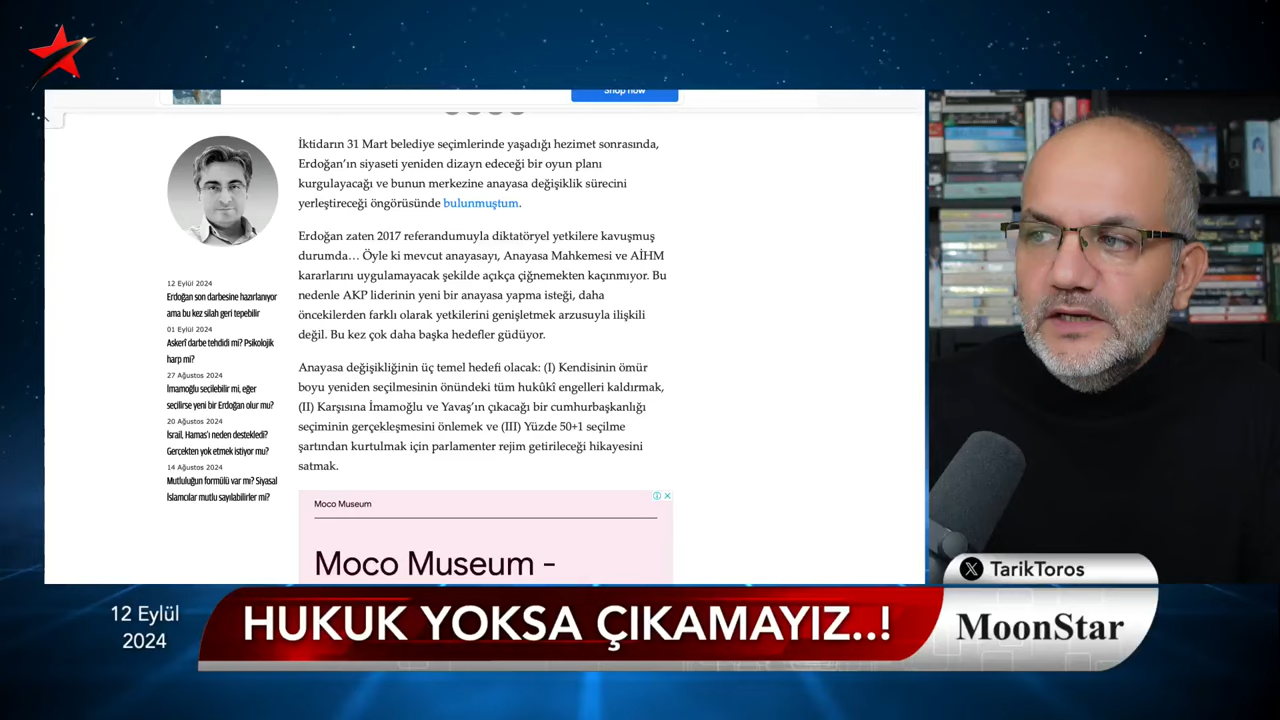 Shop now
İktidarın 31 Mart belediye seçimlerinde yaşadığı hezimet sonrasında,
Erdoğan'ın siyaseti yeniden dizayn edeceği bir oyun planı
kurgulayacağı ve bunun merkezine anayasa değişiklik sürecini
yerleştireceği öngörüsünde bulunmuştum.
Erdoğan zaten 2017 referandumuyla diktatöryel yetkilere kavuşmuş
durumda… Öyle ki mevcut anayasayı, Anayasa Mahkemesi ve AİHM
kararlarını uygulamayacak şekilde açıkça çiğnemekten kaçınmıyor. Bu
nedenle AKP liderinin yeni bir anayasa yapma isteği, daha
öncekilerden farklı olarak yetkilerini genişletmek arzusuyla ilişkili
değil. Bu kez çok daha başka hedefler güdüyor.
Anayasa değişikliğinin üç temel hedefi olacak: (I) Kendisinin ömür
boyu yeniden seçilmesinin önündeki tüm hukûkî engelleri kaldırmak,
(II) Karşısına İmamoğlu ve Yavaş'ın çıkacağı bir cumhurbaşkanlığı
seçiminin gerçekleşmesini önlemek ve (III) Yüzde 50+1 seçilme
şartından kurtulmak için parlamenter rejim getirileceği hikayesini
satmak.
12 Eylül 2024
Erdoğan son darbesine hazırlanıyor
ama bu kez silah geri tepebilir
01 Eylül 2024
Askerî darbe tehdidi mi? Psikolojik
harp mi?
27 Ağustos 2024
İmamoğlu seçilebilir mi, eğer
seçilirse yeni bir Erdoğan olur mu?
20 Ağustos 2024
İsrail, Hamas'ı neden destekledi?
Gerçekten yok etmek istiyor mu?
14 Ağustos 2024
Mutluluğun formülü var mı? Siyasal
İslamcılar mutlu sayılabilirler mi?
Moco Museum
Moco Museum -
TarikToros
12 Eylül
2024
HUKUK YOKSA ÇIKAMAYIZ..!
MoonStar